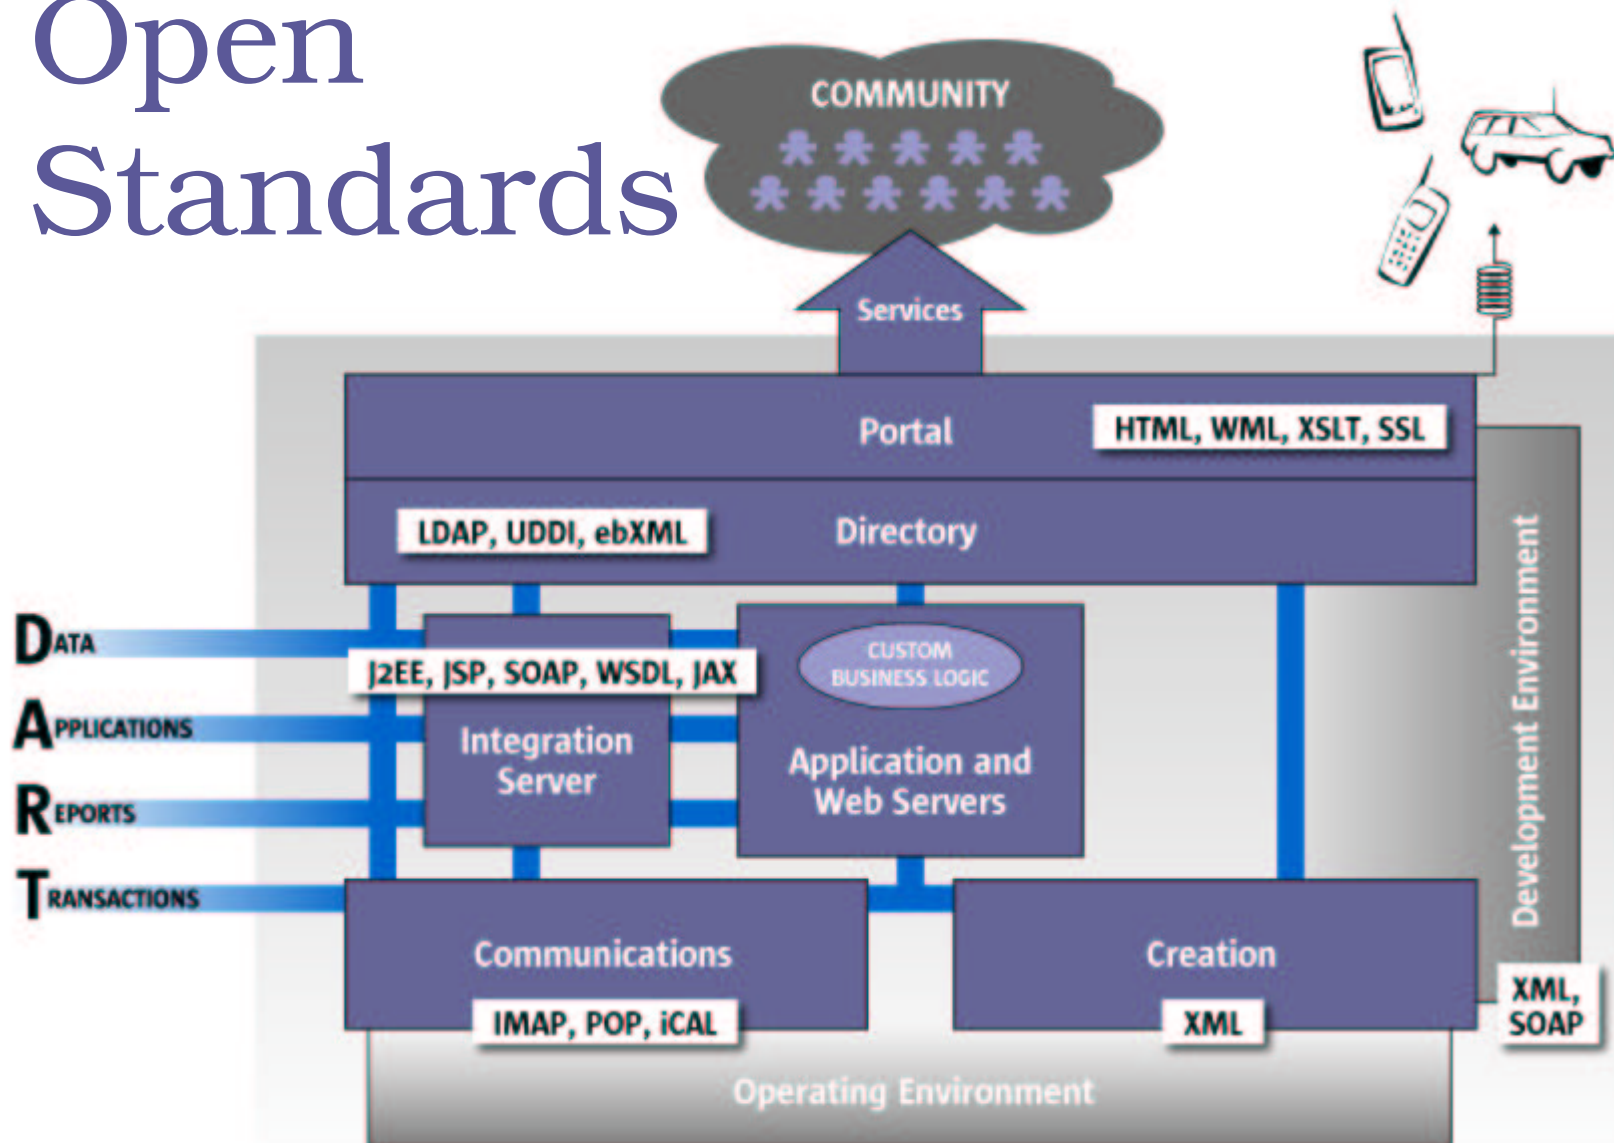 Open
Standards
COMMUNITY
Services
Portal
HTML, WML, XSLT, SSL
LDAP, UDDI, ebXML
Directory
DATA
J2EE, JSP, SOAP, WSDL, JAX
CUSTOM
BUSINESS LOGIC
APPLICATIONS
Integration
Server
Application and
Web Servers
REPORTS
TRANSACTIONS
Development Environment
Communications
IMAP, POP, iCAL
Creation
XML
XML,
SOAP
Operating Environment